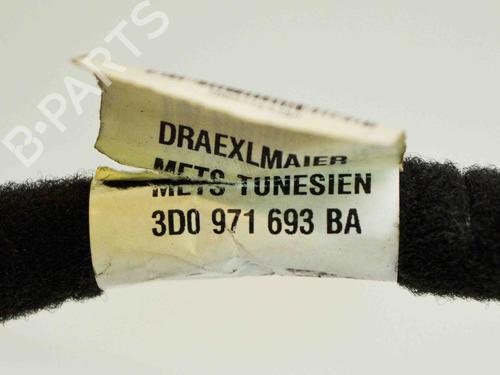 B-PARTS
DRAEXLMAIER
METS TUNESIEN
3D0 971 693 BA